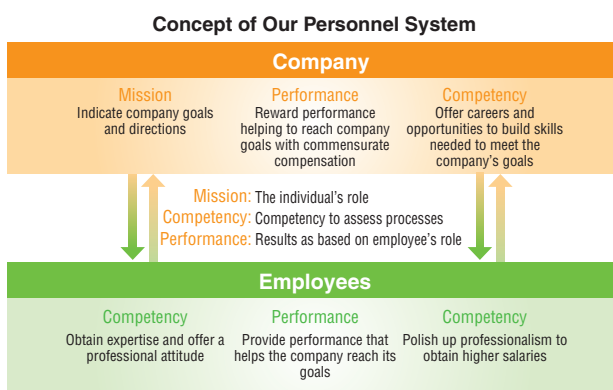 Concept of Our Personnel System
Company
Mission
Indicate company goals
and directions
Performance
Reward performance
helping to reach company
goals with commensurate
compensation
Competency
Offer careers and
opportunities to build skills
needed to meet the
company's goals
Mission: The individual's role
Competency: Competency to assess processes
Performance: Results as based on employee's role
Employees
Competency
Obtain expertise and offer a
professional attitude
Performance
Provide performance that
helps the company reach its
goals
Competency
Polish up professionalism to
obtain higher salaries